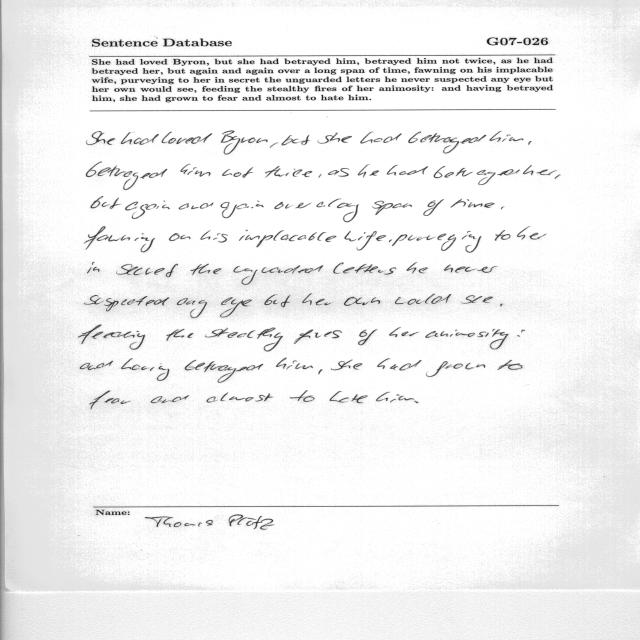 Sentence Database G07-026
She had loved Byron, but she had betrayed him, betrayed him not twice, as he had
betrayed her, but again and again over a long span of time, fawning on his implacable
wife, purveying to her in secret the unguarded letters he never suspected any eye but
her own would see, feeding the stealthy fires of her animosity: and having betrayed
him, she had grown to fear and almost to hate him.
She had loved Byron, but she had betrayed him,
betrayed him not twice, as he had betrayed her,
but again and again over a long span of time,
fawning on his implacable wife, purveying to her
in secret the unguarded letters he never
suspected any eye but her own would see,
feeding the stealthy fires of her animosity:
and having betrayed him, she had grown to
fear and almost to hate him.
Name: Thomas Plötz